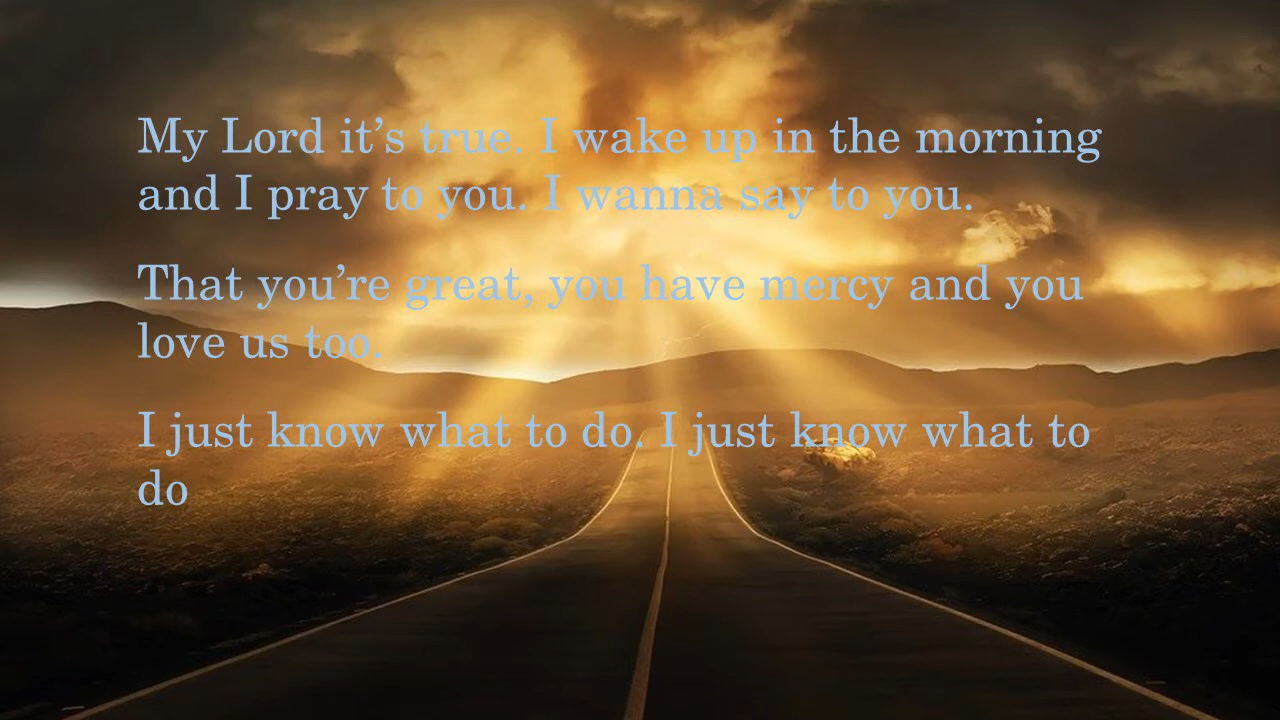 My Lord it’s true. I wake up in the morning
and I pray to you. I wanna say to you.
That you’re great, you have mercy and you
love us too.
I just know what to do. I just know what to
do